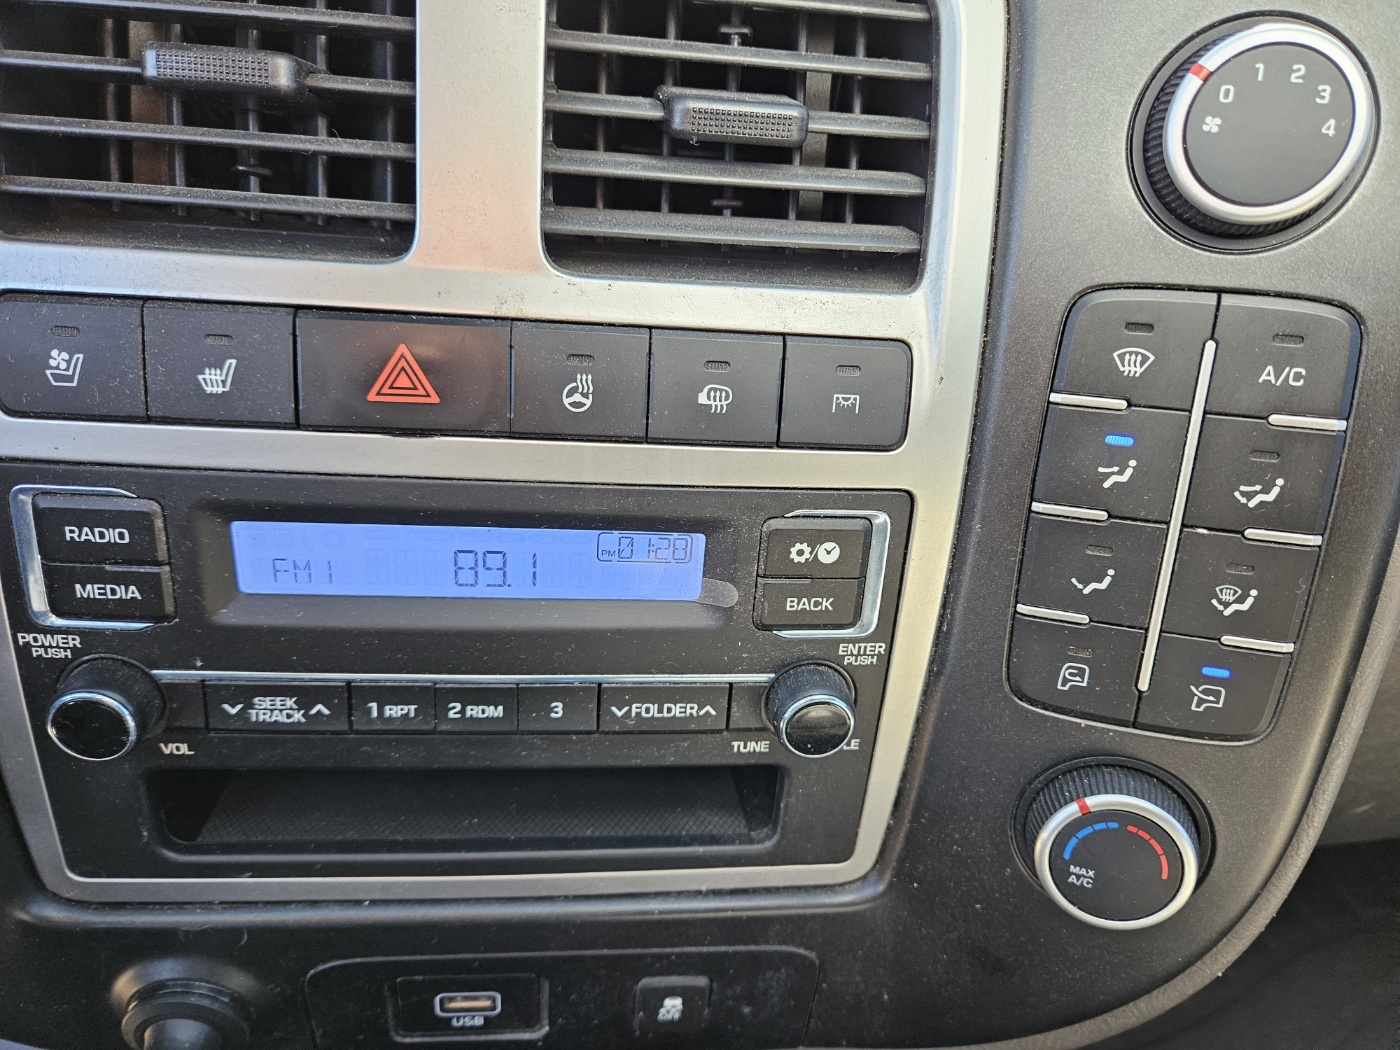 1 2
0 3
4
A/C
RADIO
MEDIA
FM1 89.1 PM 01:28
BACK
POWER
PUSH
ENTER
PUSH
SEEK
TRACK
1 RPT
2 RDM
3
FOLDER
VOL
TUNE
MAX
A/C
USB
OFF